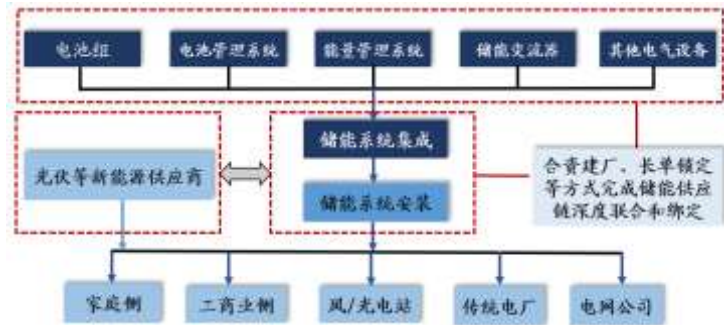 电池组
电池管理系统
能量管理系统
储能变流器
其他电气设备
储能系统集成
光伏等新能源供应商
储能系统安装
合资建厂、长单锁定
等方式完成储能供应
链深度联合和绑定
家庭侧
工商业侧
风/光电站
传统电厂
电网公司